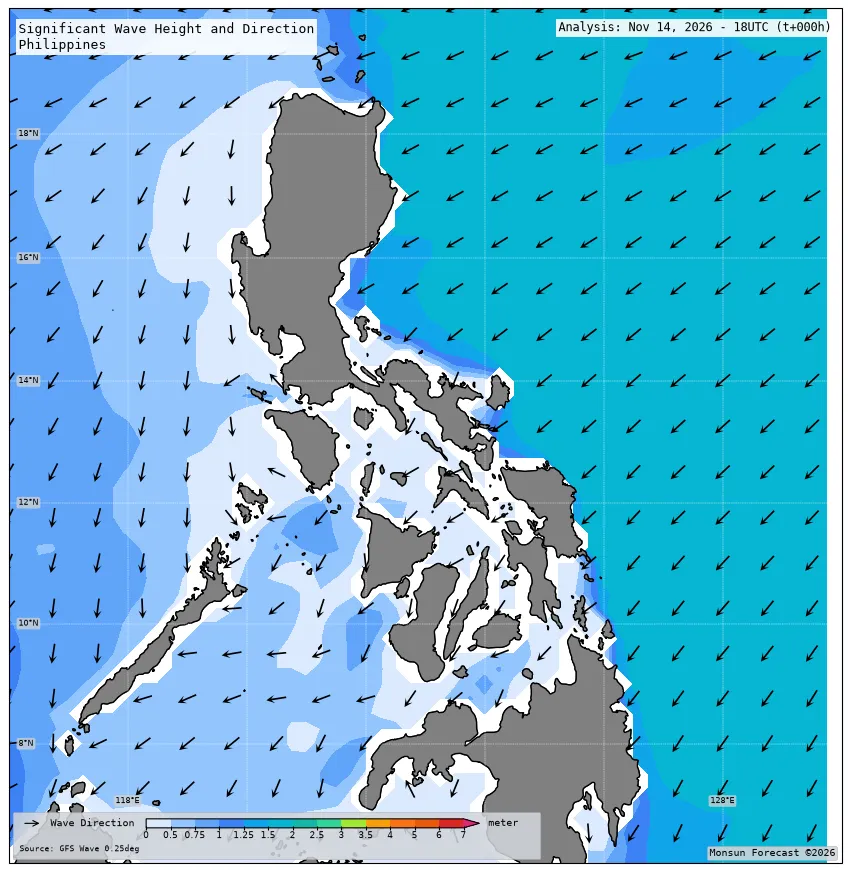 Significant Wave Height and Direction
Philippines
Analysis: Nov 14, 2026 - 18UTC (t+000h)
18°N
16°N
14°N
12°N
10°N
8°N
118°E
128°E
Wave Direction
0 0.5 0.75 1 1.25 1.5 2 2.5 3 3.5 4 5 6 7
meter
Source: GFS Wave 0.25deg
Monsun Forecast ©2026